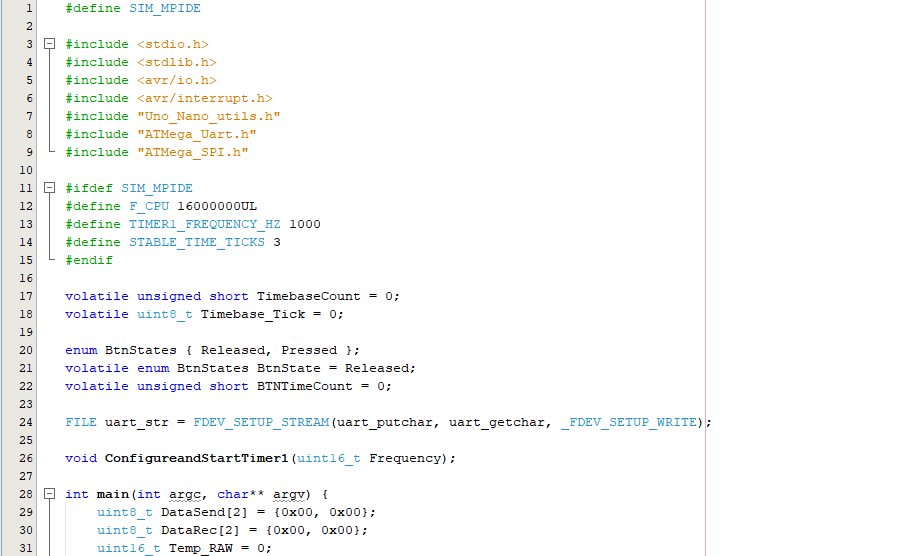 1 #define SIM_MPIDE
2
3 #include <stdio.h>
4 #include <stdlib.h>
5 #include <avr/io.h>
6 #include <avr/interrupt.h>
7 #include "Uno_Nano_utils.h"
8 #include "ATMega_Uart.h"
9 #include "ATMega_SPI.h"
10
11 #ifdef SIM_MPIDE
12 #define F_CPU 16000000UL
13 #define TIMER1_FREQUENCY_HZ 1000
14 #define STABLE_TIME_TICKS 3
15 #endif
16
17 volatile unsigned short TimebaseCount = 0;
18 volatile uint8_t Timebase_Tick = 0;
19
20 enum BtnStates { Released, Pressed };
21 volatile enum BtnStates BtnState = Released;
22 volatile unsigned short BTNTimeCount = 0;
23
24 FILE uart_str = FDEV_SETUP_STREAM(uart_putchar, uart_getchar, _FDEV_SETUP_WRITE);
25
26 void ConfigureandStartTimer1(uint16_t Frequency);
27
28 int main(int argc, char** argv) {
29     uint8_t DataSend[2] = {0x00, 0x00};
30     uint8_t DataRec[2] = {0x00, 0x00};
31     uint16_t Temp_RAW = 0;